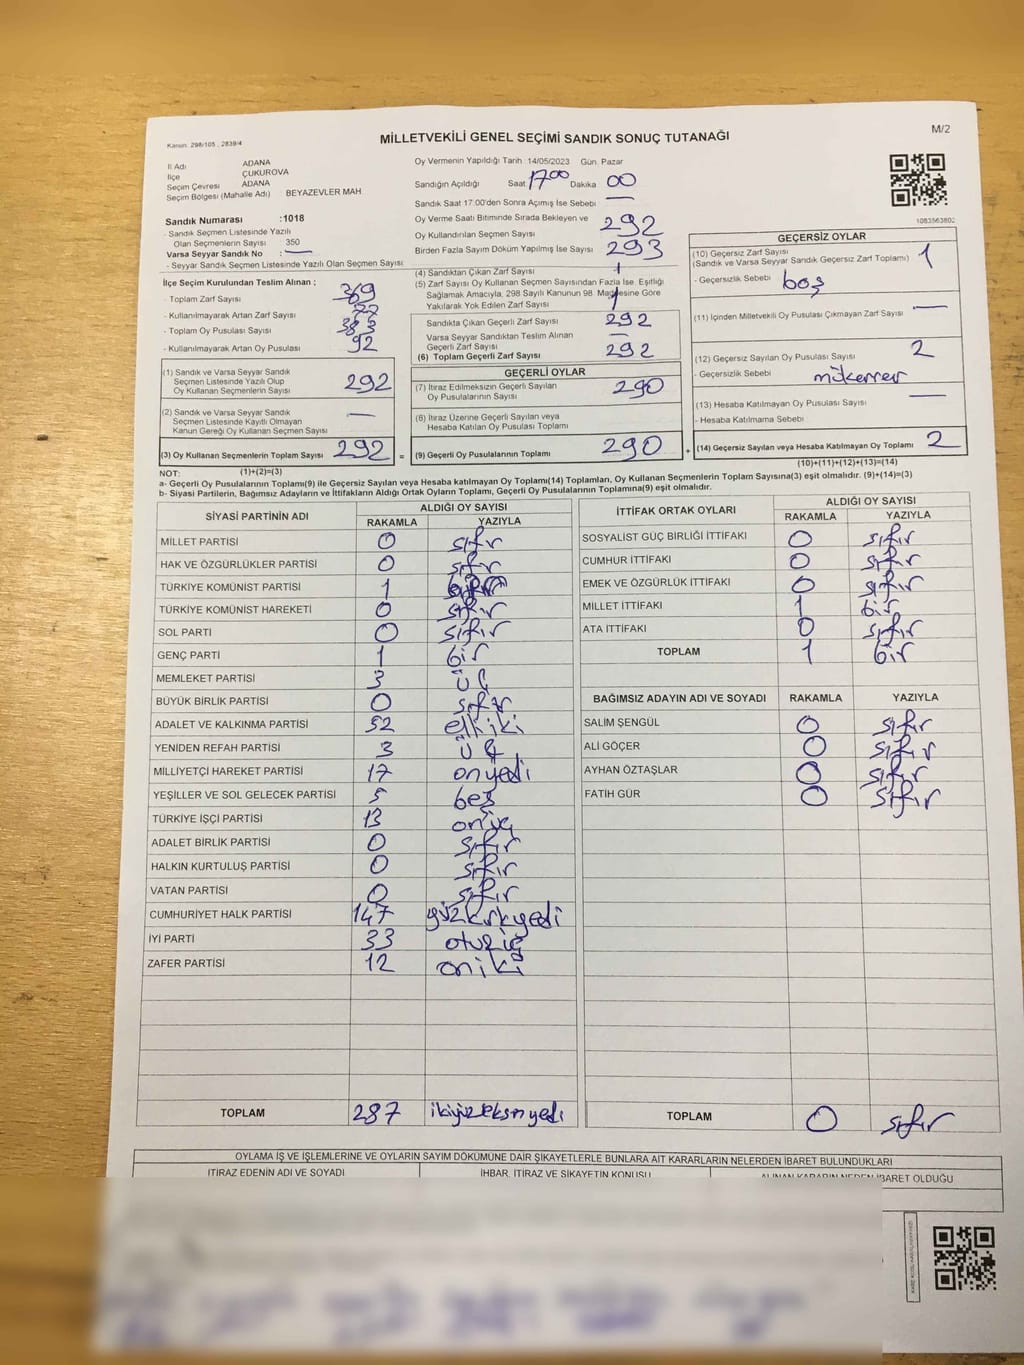 Kanun: 298/105 , 2839/4
MİLLETVEKİLİ GENEL SEÇİMİ SANDIK SONUÇ TUTANAĞI
M/2
İl Adı ADANA
İlçe ÇUKUROVA
Seçim Çevresi ADANA
Seçim Bölgesi (Mahalle Adı) BEYAZEVLER MAH.
Sandık Numarası :1018
- Sandık Seçmen Listesinde Yazılı
Olan Seçmenlerin Sayısı 350
Varsa Seyyar Sandık No :
- Seyyar Sandık Seçmen Listesinde Yazılı Olan Seçmen Sayısı
Oy Vermenin Yapıldığı Tarih :14/05/2023 Gün. Pazar
Sandığın Açıldığı Saat 17 00 Dakika 00
Sandık Saat 17:00'den Sonra Açımış İse Sebebi —
Oy Verme Saati Bitiminde Sırada Bekleyen ve
Oy Kullandırılan Seçmen Sayısı 292
Birden Fazla Sayım Döküm Yapılmış İse Sayısı 293
1083563802
İlçe Seçim Kurulundan Teslim Alınan ;
- Toplam Zarf Sayısı 369
- Kullanılmayarak Artan Zarf Sayısı 77
- Toplam Oy Pusulası Sayısı 383
- Kullanılmayarak Artan Oy Pusulası 92
(1) Sandık ve Varsa Seyyar Sandık
Seçmen Listesinde Yazılı Olup
Oy Kullanan Seçmenlerin Sayısı 292
(2) Sandık ve Varsa Seyyar Sandık
Seçmen Listesinde Kayıtlı Olmayan
Kanun Gereği Oy Kullanan Seçmen Sayısı —
(3) Oy Kullanan Seçmenlerin Toplam Sayısı 292 =
(4) Sandıktan Çıkan Zarf Sayısı 1
(5) Zarf Sayısı Oy Kullanan Seçmen Sayısından Fazla İse, Eşitliği
Sağlamak Amacıyla, 298 Sayılı Kanunun 98. Maddesine Göre
Yakılarak Yok Edilen Zarf Sayısı 1
Sandıkta Çıkan Geçerli Zarf Sayısı 292
Varsa Seyyar Sandıktan Teslim Alınan
Geçerli Zarf Sayısı —
(6) Toplam Geçerli Zarf Sayısı 292
GEÇERLİ OYLAR
(7) İtiraz Edilmeksizin Geçerli Sayılan
Oy Pusulalarının Sayısı 290
İtiraz Üzerine Geçerli Sayılan veya
Hesaba Katılan Oy Pusulası Toplamı
(9) Geçerli Oy Pusulalarının Toplamı 290 +
GEÇERSİZ OYLAR
(10) Geçersiz Zarf Sayısı 1
(Sandık ve Varsa Seyyar Sandık Geçersiz Zarf Toplamı)
- Geçersizlik Sebebi boş
(11) İçinden Milletvekili Oy Pusulası Çıkmayan Zarf Sayısı —
(12) Geçersiz Sayılan Oy Pusulası Sayısı 2
- Geçersizlik Sebebi mükerrer
(13) Hesaba Katılmayan Oy Pusulası Sayısı —
- Hesaba Katılmama Sebebi
(14) Geçersiz Sayılan veya Hesaba Katılmayan Oy Toplamı 2
NOT: (1)+(2)=(3)
(10)+(11)+(12)+(13)=(14)
a- Geçerli Oy Pusulalarının Toplamı(9) ile Geçersiz Sayılan veya Hesaba katılmayan Oy Toplamı(14) Toplamları, Oy Kullanan Seçmenlerin Toplam Sayısına(3) eşit olmalıdır. (9)+(14)=(3)
b- Siyasi Partilerin, Bağımsız Adayların ve İttifakların Aldığı Ortak Oyların Toplamı, Geçerli Oy Pusulalarının Toplamına(9) eşit olmalıdır.
SİYASİ PARTİNİN ADI ALDIĞI OY SAYISI
RAKAMLA YAZIYLA
MİLLET PARTİSİ 0 sıfır
HAK VE ÖZGÜRLÜKLER PARTİSİ 0 sıfır
TÜRKİYE KOMÜNİST PARTİSİ 1
TÜRKİYE KOMÜNİST HAREKETİ 0 sıfır
SOL PARTİ 0 sıfır
GENÇ PARTİ 1 bir
MEMLEKET PARTİSİ 3 üç
BÜYÜK BİRLİK PARTİSİ 0 sıfır
ADALET VE KALKINMA PARTİSİ 52 elliiki
YENİDEN REFAH PARTİSİ 3 üç
MİLLİYETÇİ HAREKET PARTİSİ 17 onyedi
YEŞİLLER VE SOL GELECEK PARTİSİ 5 beş
TÜRKİYE İŞÇİ PARTİSİ 13 onüç
ADALET BİRLİK PARTİSİ 0 sıfır
HALKIN KURTULUŞ PARTİSİ 0 sıfır
VATAN PARTİSİ 0 sıfır
CUMHURİYET HALK PARTİSİ 147 yüzkırkyedi
İYİ PARTİ 33 otuzüç
ZAFER PARTİSİ 12 oniki
TOPLAM 287 ikiyüzseksenyedi
İTTİFAK ORTAK OYLARI ALDIĞI OY SAYISI
RAKAMLA YAZIYLA
SOSYALİST GÜÇ BİRLİĞİ İTTİFAKI 0 sıfır
CUMHUR İTTİFAKI 0 sıfır
EMEK VE ÖZGÜRLÜK İTTİFAKI 0 sıfır
MİLLET İTTİFAKI 1 bir
ATA İTTİFAKI 0 sıfır
TOPLAM 1 bir
BAĞIMSIZ ADAYIN ADI VE SOYADI RAKAMLA YAZIYLA
SALİM ŞENGÜL 0 sıfır
ALİ GÖÇER 0 sıfır
AYHAN ÖZTAŞLAR 0 sıfır
FATİH GÜR 0 sıfır
TOPLAM 0 sıfır
OYLAMA İŞ VE İŞLEMLERİNE VE OYLARIN SAYIM DÖKÜMÜNE DAİR ŞİKAYETLERLE BUNLARA AİT KARARLARIN NELERDEN İBARET BULUNDUKLARI
İTİRAZ EDENİN ADI VE SOYADI İHBAR, İTİRAZ VE ŞİKAYETİN KONUSU ALINAN KARARIN NEDEN İBARET OLDUĞU